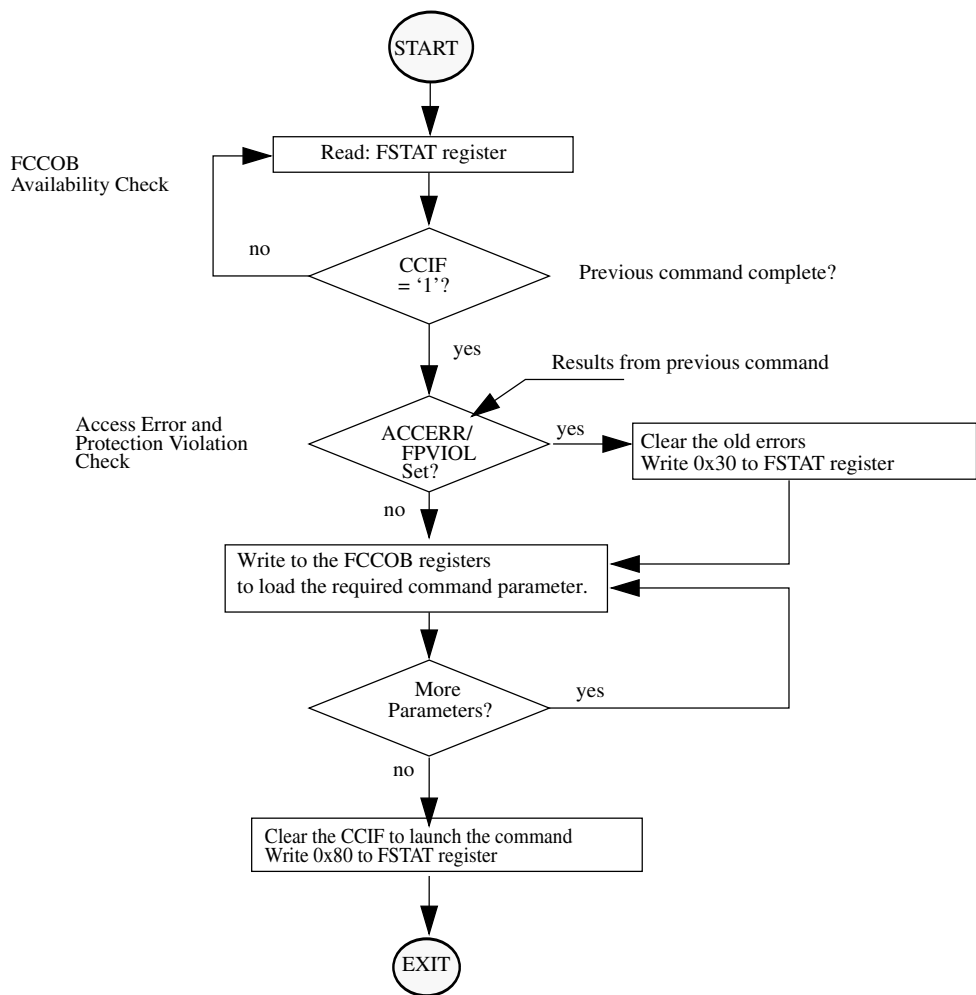 START
Read: FSTAT register
FCCOB
Availability Check
no
CCIF
= ‘1’?
Previous command complete?
yes
Results from previous command
Access Error and
Protection Violation
Check
ACCERR/
FPVIOL
Set?
yes
Clear the old errors
Write 0x30 to FSTAT register
no
Write to the FCCOB registers
to load the required command parameter.
More
Parameters?
yes
no
Clear the CCIF to launch the command
Write 0x80 to FSTAT register
EXIT